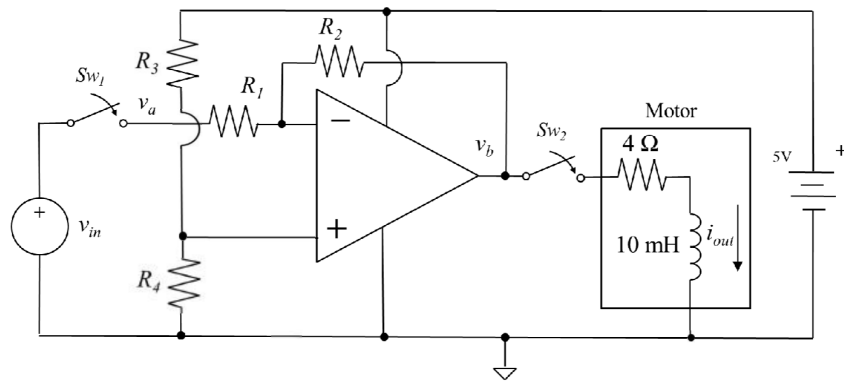 R2
R3
Sw1
R1
va
Motor
4 Ω
Sw2
vb
5V
+
−
+
+
vin
10 mH
iout
R4